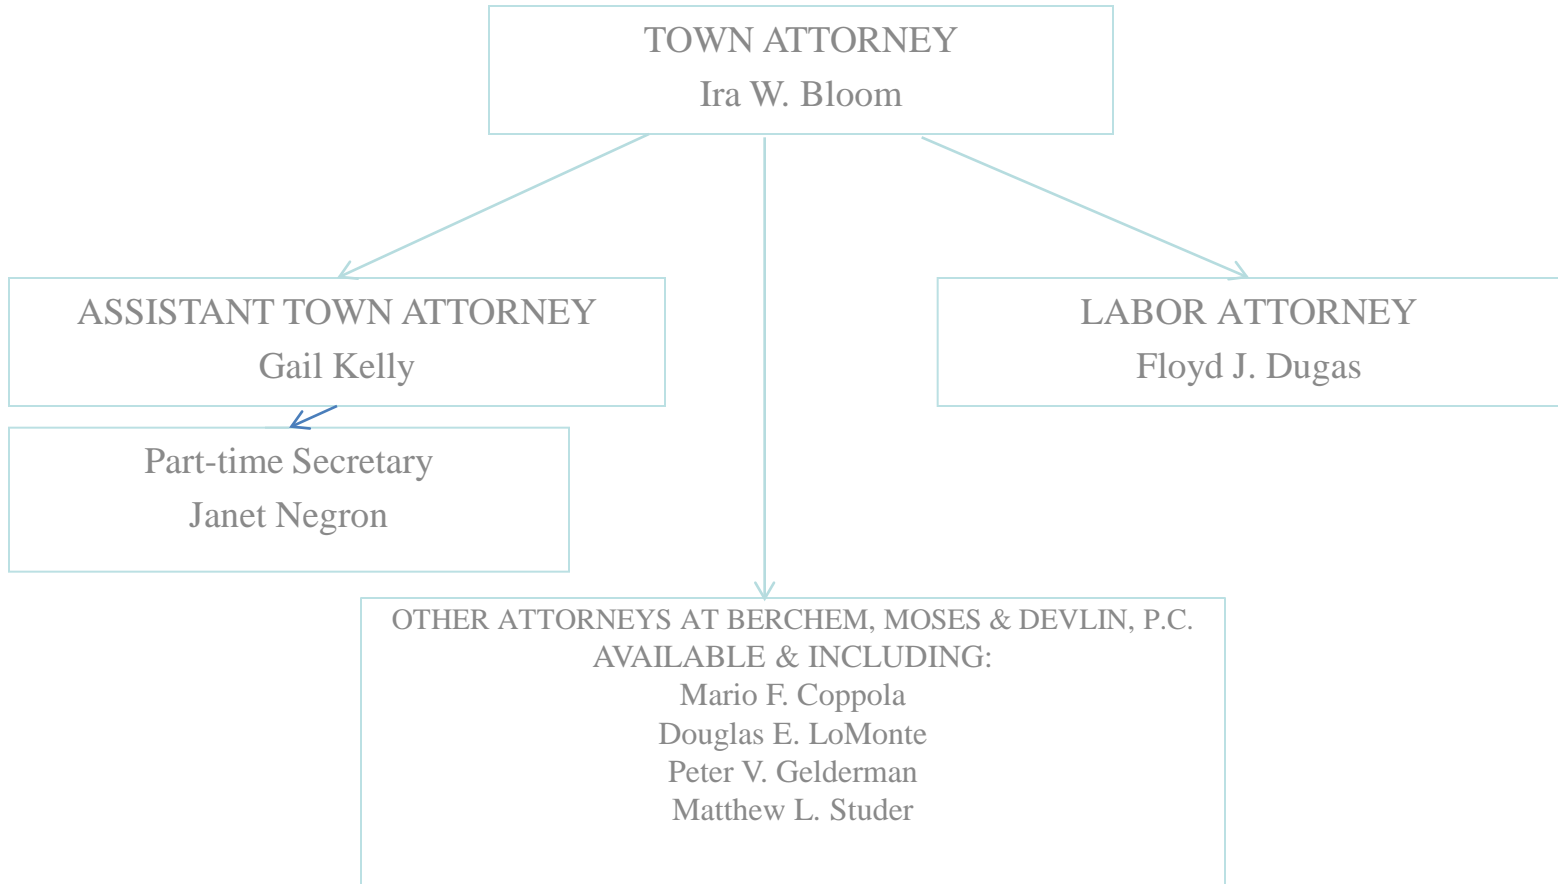 TOWN ATTORNEY
Ira W. Bloom
ASSISTANT TOWN ATTORNEY
Gail Kelly
LABOR ATTORNEY
Floyd J. Dugas
Part-time Secretary
Janet Negron
OTHER ATTORNEYS AT BERCHEM, MOSES & DEVLIN, P.C.
AVAILABLE & INCLUDING:
Mario F. Coppola
Douglas E. LoMonte
Peter V. Gelderman
Matthew L. Studer